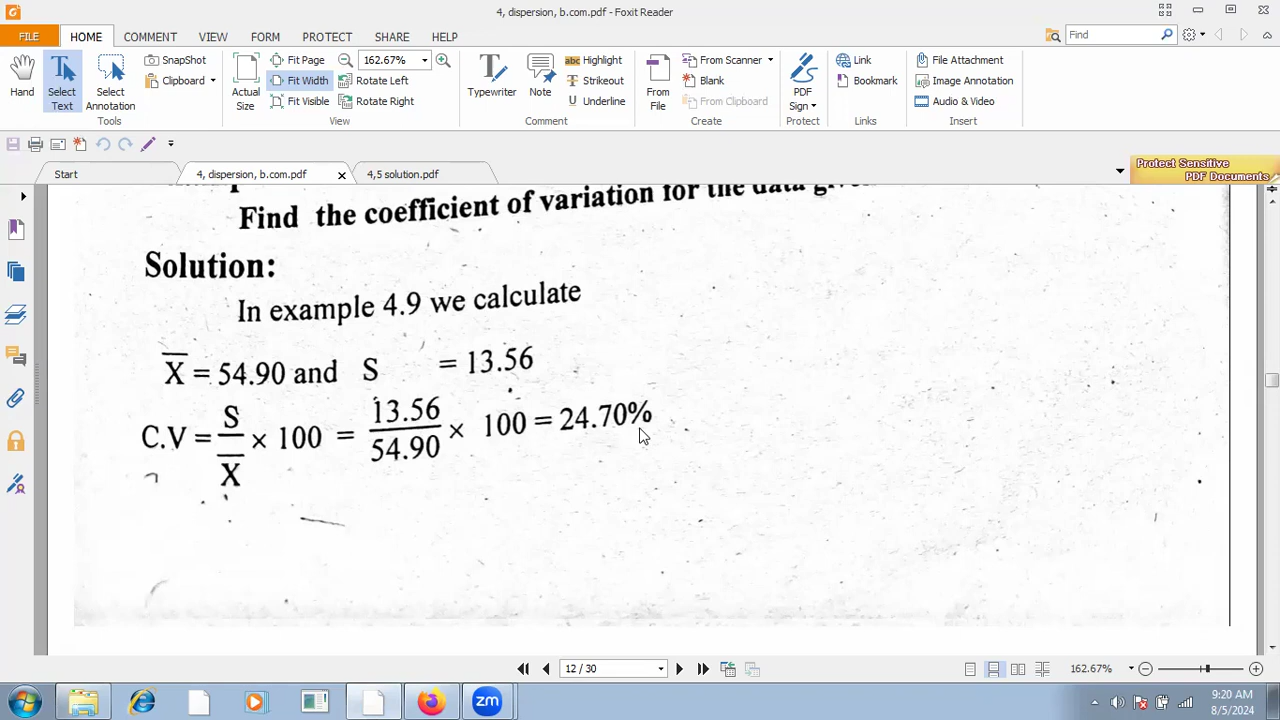 4, dispersion, b.com.pdf - Foxit Reader
FILE HOME COMMENT VIEW FORM PROTECT SHARE HELP
Find
Hand
Select Text
Select Annotation
SnapShot
Clipboard
Tools
Actual Size
Fit Page
Fit Width
Fit Visible
162.67%
Rotate Left
Rotate Right
View
Typewriter
Note
Highlight
Strikeout
Underline
Comment
From File
From Scanner
Blank
From Clipboard
Create
PDF Sign
Protect
Link
Bookmark
Links
File Attachment
Image Annotation
Audio & Video
Insert
Start
4, dispersion, b.com.pdf
4,5 solution.pdf
Protect Sensitive
PDF Documents
Find the coefficient of variation for the data
Solution:
In example 4.9 we calculate
X̅ = 54.90 and S = 13.56
C.V = S/X̅ × 100 = 13.56/54.90 × 100 = 24.70%
12 / 30
162.67%
zm
9:20 AM
8/5/2024